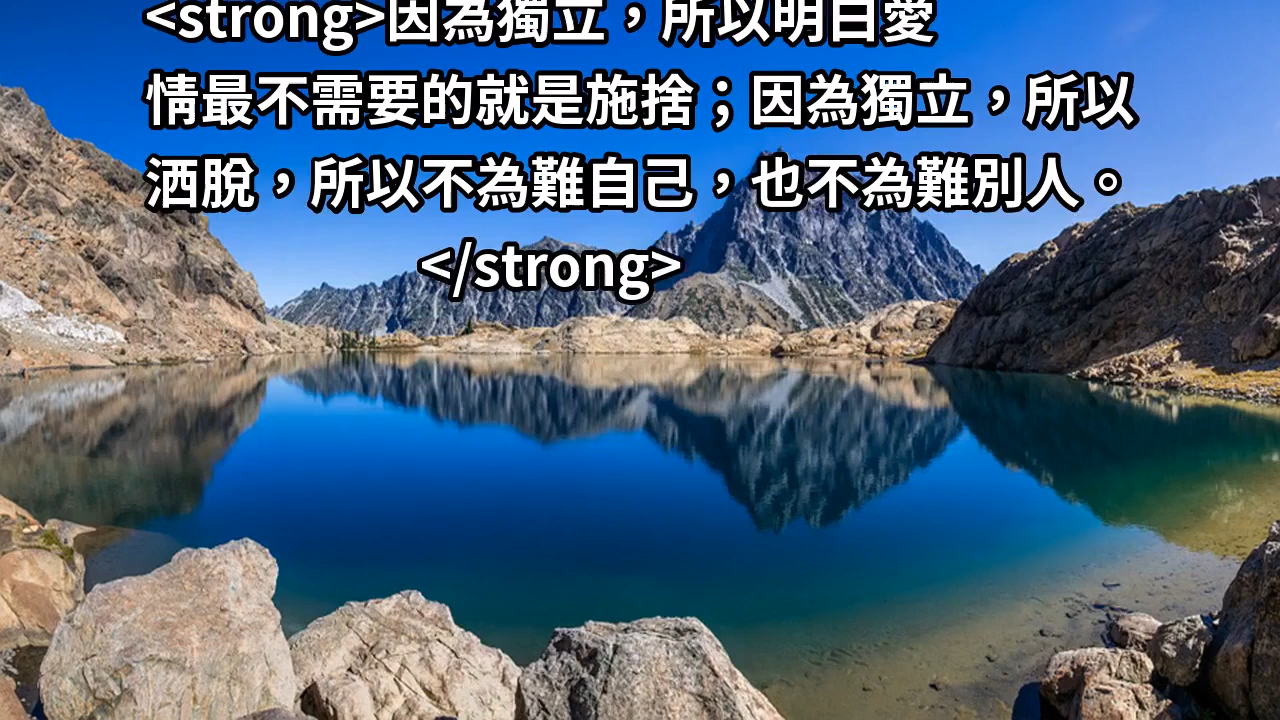 <strong>因為獨立，所以明白愛
情最不需要的就是施捨；因為獨立，所以
洒脫，所以不為難自己，也不為難別人。
</strong>